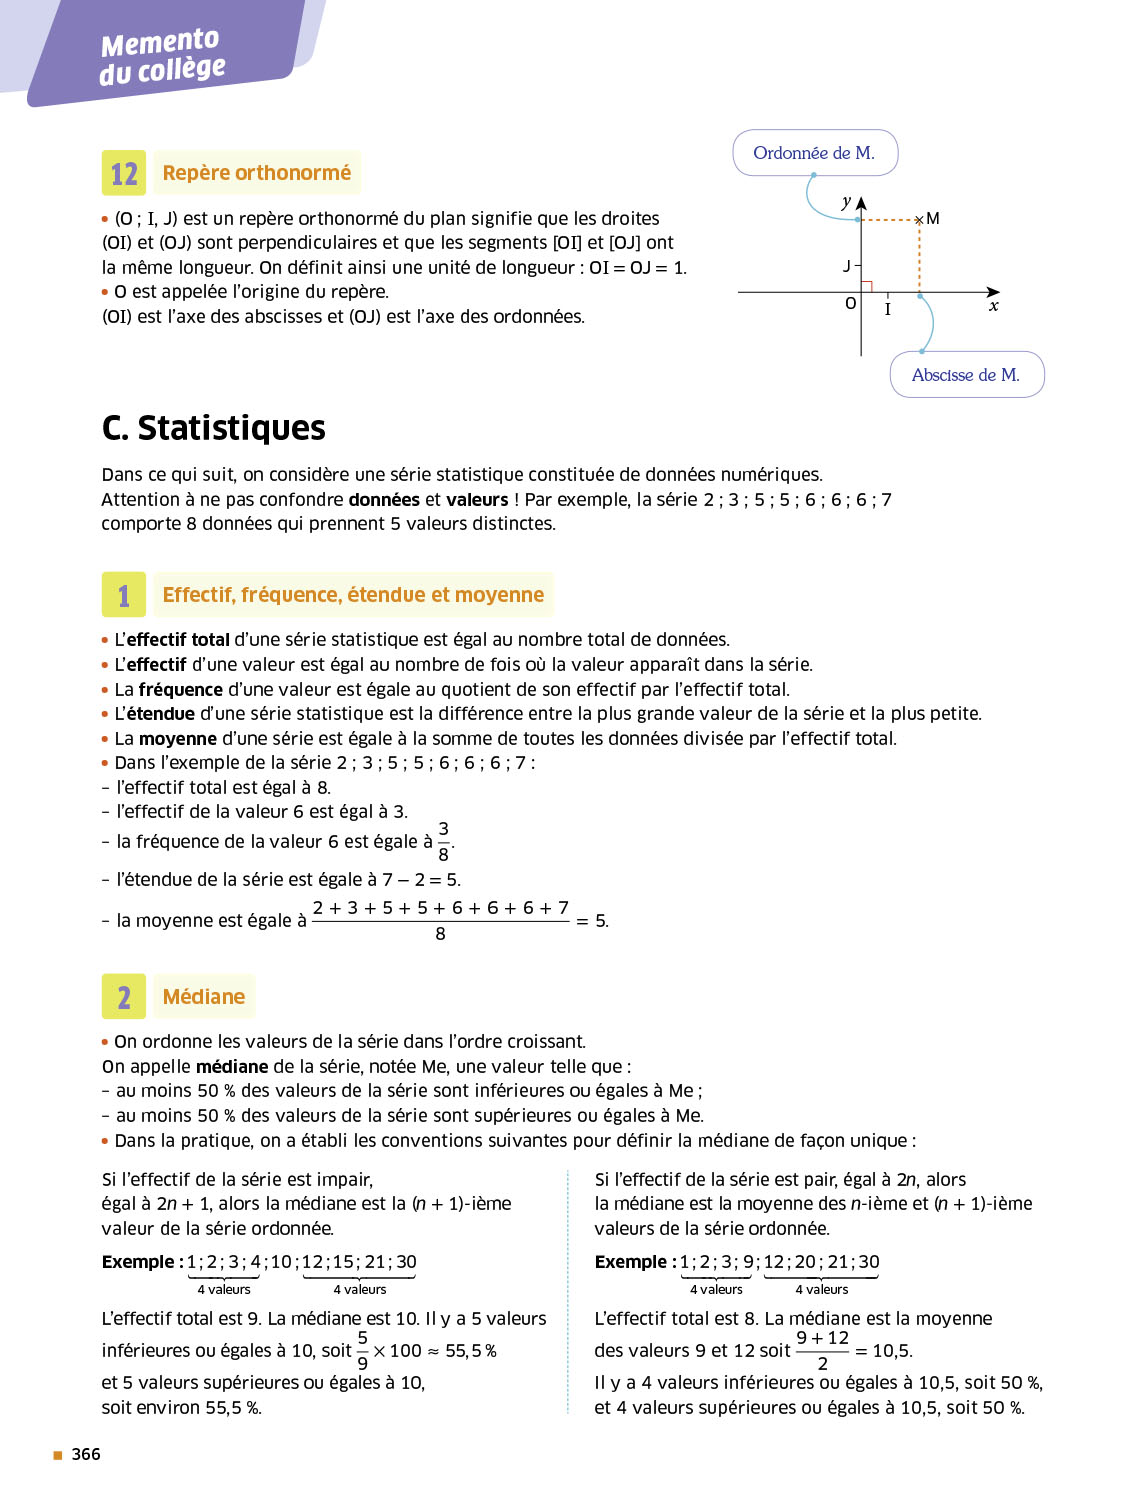 Memento
du collège
12 Repère orthonormé
• (O ; I, J) est un repère orthonormé du plan signifie que les droites
(OI) et (OJ) sont perpendiculaires et que les segments [OI] et [OJ] ont
la même longueur. On définit ainsi une unité de longueur : OI = OJ = 1.
• O est appelée l'origine du repère.
(OI) est l'axe des abscisses et (OJ) est l'axe des ordonnées.
Ordonnée de M.
y
M
J
O
I
x
Abscisse de M.
C. Statistiques
Dans ce qui suit, on considère une série statistique constituée de données numériques.
Attention à ne pas confondre données et valeurs ! Par exemple, la série 2 ; 3 ; 5 ; 5 ; 6 ; 6 ; 6 ; 7
comporte 8 données qui prennent 5 valeurs distinctes.
1 Effectif, fréquence, étendue et moyenne
• L'effectif total d'une série statistique est égal au nombre total de données.
• L'effectif d'une valeur est égal au nombre de fois où la valeur apparaît dans la série.
• La fréquence d'une valeur est égale au quotient de son effectif par l'effectif total.
• L'étendue d'une série statistique est la différence entre la plus grande valeur de la série et la plus petite.
• La moyenne d'une série est égale à la somme de toutes les données divisée par l'effectif total.
• Dans l'exemple de la série 2 ; 3 ; 5 ; 5 ; 6 ; 6 ; 6 ; 7 :
– l'effectif total est égal à 8.
– l'effectif de la valeur 6 est égal à 3.
– la fréquence de la valeur 6 est égale à 3/8.
– l'étendue de la série est égale à 7 − 2 = 5.
– la moyenne est égale à (2 + 3 + 5 + 5 + 6 + 6 + 6 + 7)/8 = 5.
2 Médiane
• On ordonne les valeurs de la série dans l'ordre croissant.
On appelle médiane de la série, notée Me, une valeur telle que :
– au moins 50 % des valeurs de la série sont inférieures ou égales à Me ;
– au moins 50 % des valeurs de la série sont supérieures ou égales à Me.
• Dans la pratique, on a établi les conventions suivantes pour définir la médiane de façon unique :
Si l'effectif de la série est impair,
égal à 2n + 1, alors la médiane est la (n + 1)-ième
valeur de la série ordonnée.
Exemple : 1 ; 2 ; 3 ; 4 ; 10 ; 12 ; 15 ; 21 ; 30
4 valeurs 4 valeurs
L'effectif total est 9. La médiane est 10. Il y a 5 valeurs
inférieures ou égales à 10, soit 5/9 × 100 ≈ 55,5 %
et 5 valeurs supérieures ou égales à 10,
soit environ 55,5 %.
Si l'effectif de la série est pair, égal à 2n, alors
la médiane est la moyenne des n-ième et (n + 1)-ième
valeurs de la série ordonnée.
Exemple : 1 ; 2 ; 3 ; 9 ; 12 ; 20 ; 21 ; 30
4 valeurs 4 valeurs
L'effectif total est 8. La médiane est la moyenne
des valeurs 9 et 12 soit (9 + 12)/2 = 10,5.
Il y a 4 valeurs inférieures ou égales à 10,5, soit 50 %,
et 4 valeurs supérieures ou égales à 10,5, soit 50 %.
366